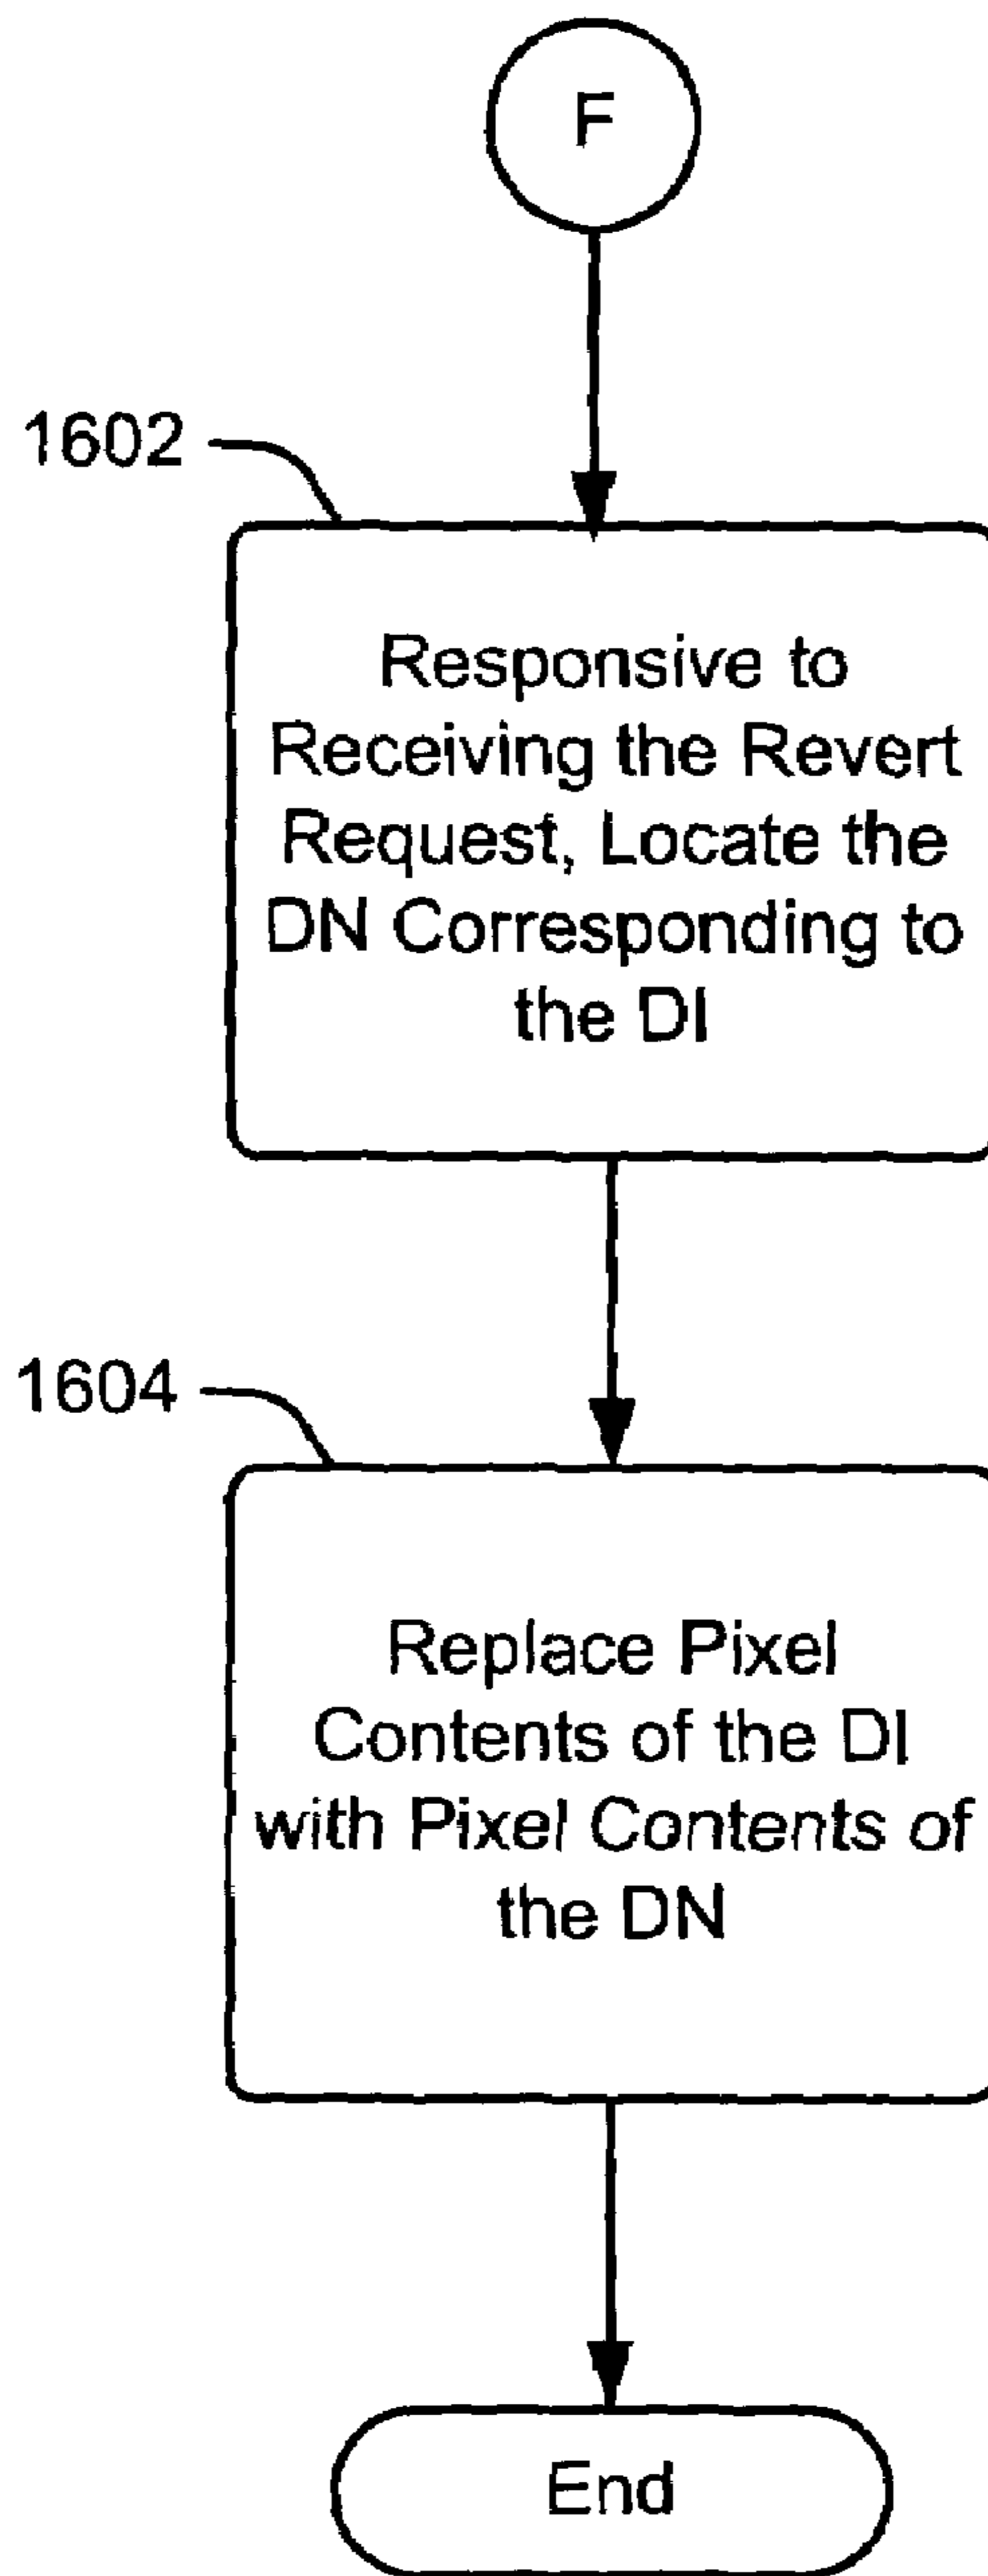 F
1602
Responsive to
Receiving the Revert
Request, Locate the
DN Corresponding to
the DI
1604
Replace Pixel
Contents of the DI
with Pixel Contents of
the DN
End